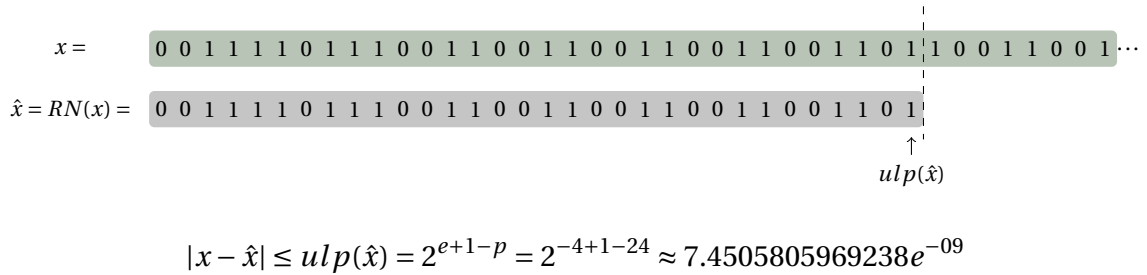 x = 0 0 1 1 1 1 0 1 1 1 0 0 1 1 0 0 1 1 0 0 1 1 0 0 1 1 0 0 1 1 0 1 1 0 0 1 1 0 0 1 ⋯
x̂ = RN(x) = 0 0 1 1 1 1 0 1 1 1 0 0 1 1 0 0 1 1 0 0 1 1 0 0 1 1 0 0 1 1 0 1
↑
ulp(x̂)
|x − x̂| ≤ ulp(x̂) = 2^{e+1−p} = 2^{−4+1−24} ≈ 7.4505805969238e^{−09}